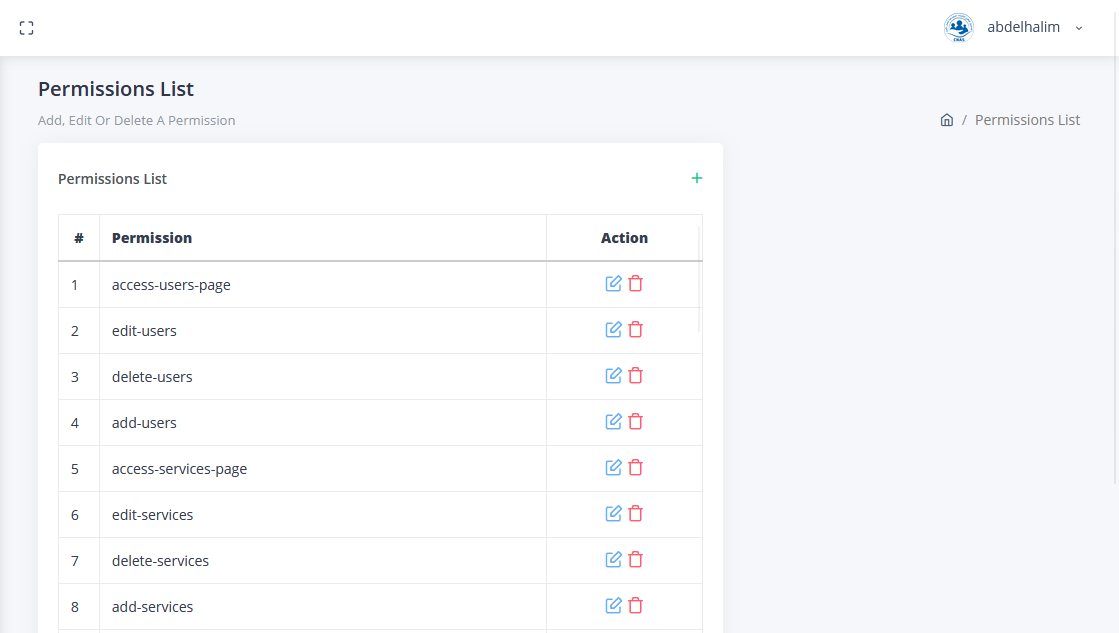 abdelhalim
Permissions List
Add, Edit Or Delete A Permission
/ Permissions List
Permissions List
# Permission Action
1 access-users-page
2 edit-users
3 delete-users
4 add-users
5 access-services-page
6 edit-services
7 delete-services
8 add-services